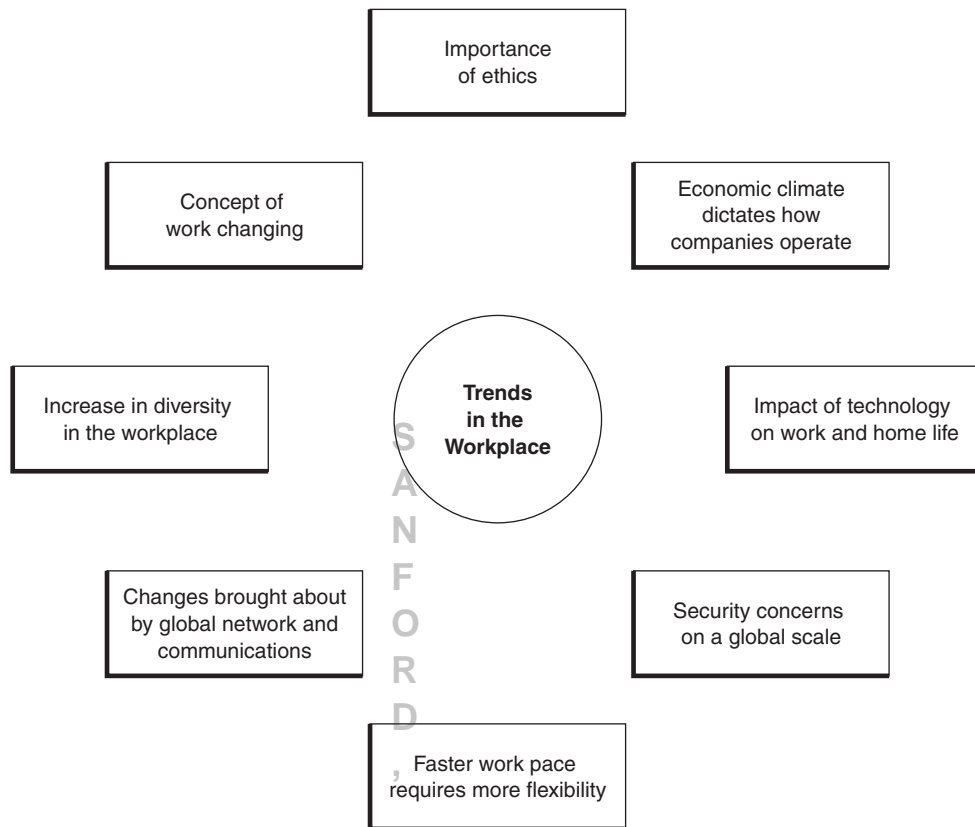 Importance
of ethics
Concept of
work changing
Economic climate
dictates how
companies operate
Increase in diversity
in the workplace
Trends
in the
Workplace
Impact of technology
on work and home life
Changes brought about
by global network and
communications
Security concerns
on a global scale
Faster work pace
requires more flexibility
S
A
N
F
O
R
D
,